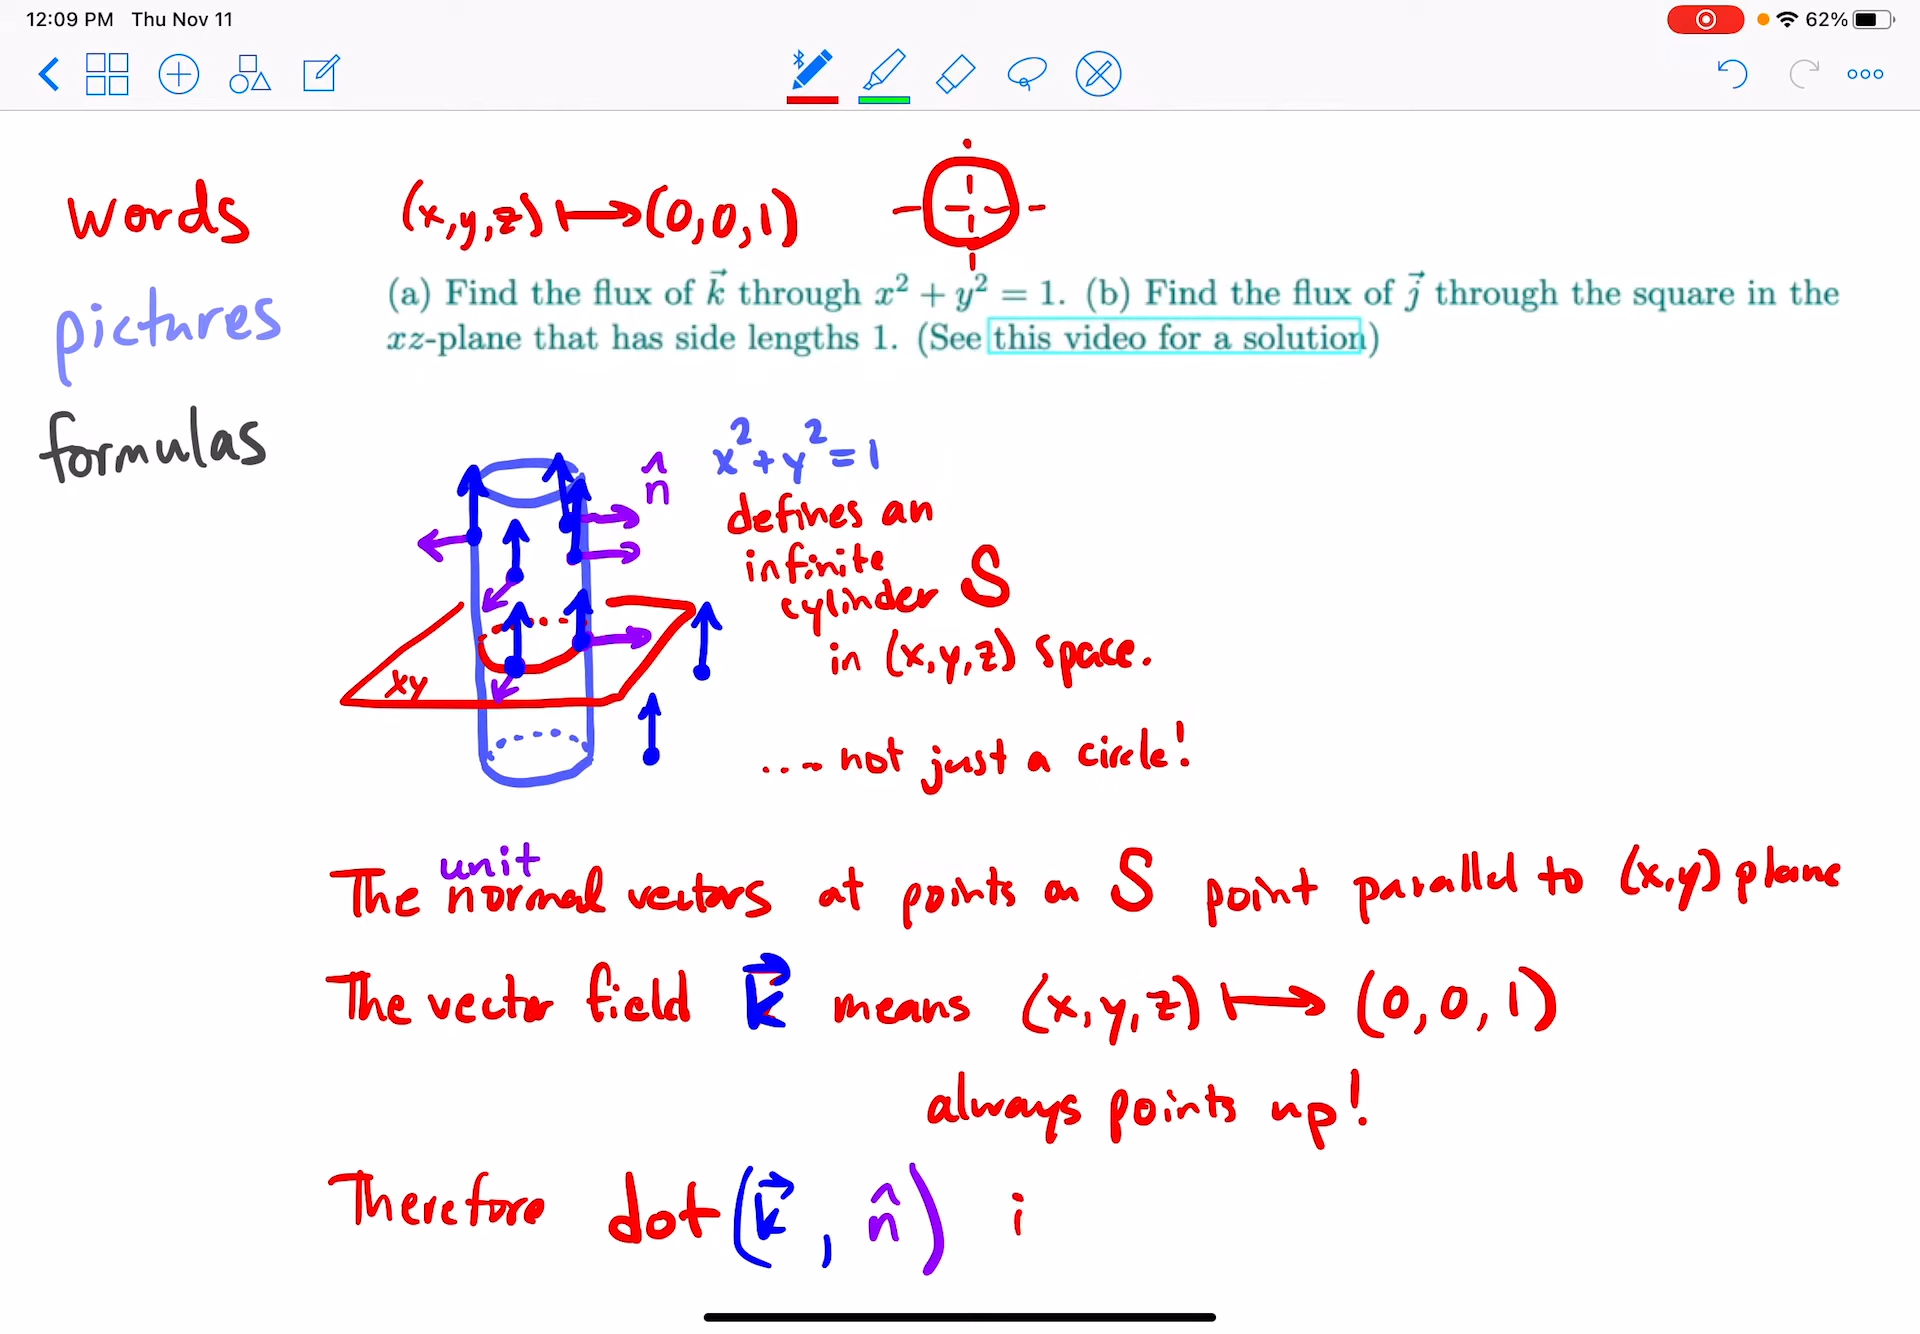 12:09 PM Thu Nov 11
62%
words
(x,y,z) ↦ (0,0,1)
pictures
formulas
(a) Find the flux of k⃗ through x² + y² = 1. (b) Find the flux of j⃗ through the square in the
xz-plane that has side lengths 1. (See this video for a solution)
n̂
x²+y²=1
defines an
infinite
cylinder S
in (x,y,z) space.
xy
.... not just a circle!
unit
The normal vectors at points on S point parallel to (x,y) plane
The vector field k⃗ means (x,y,z) ↦ (0,0,1)
always points up!
Therefore dot(k⃗, n̂) i